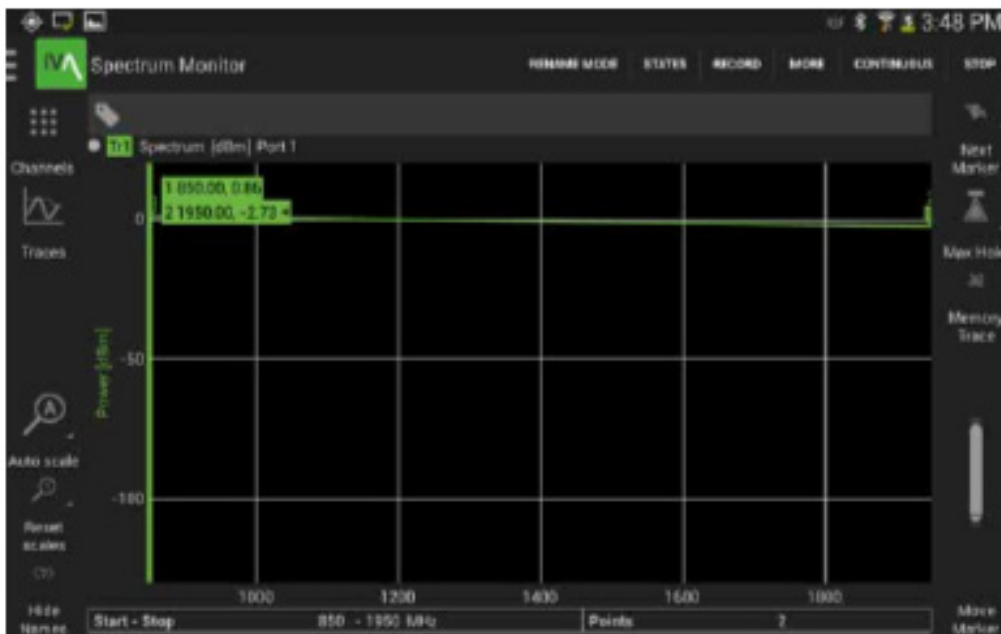 3:48 PM
Spectrum Monitor
RENAME MODE STATES RECORD MORE CONTINUOUS STOP
Tr1 Spectrum [dBm] Port 1
Channels
Traces
Auto scale
Reset scales
Hide Names
1 850.00, 0.86
2 1950.00, -2.73
Power [dBm]
0
-50
-100
1000 1200 1400 1600 1800
Start - Stop 850 - 1950 MHz Points 2
Next Marker
Max Hold
Memory Trace
Move Marker